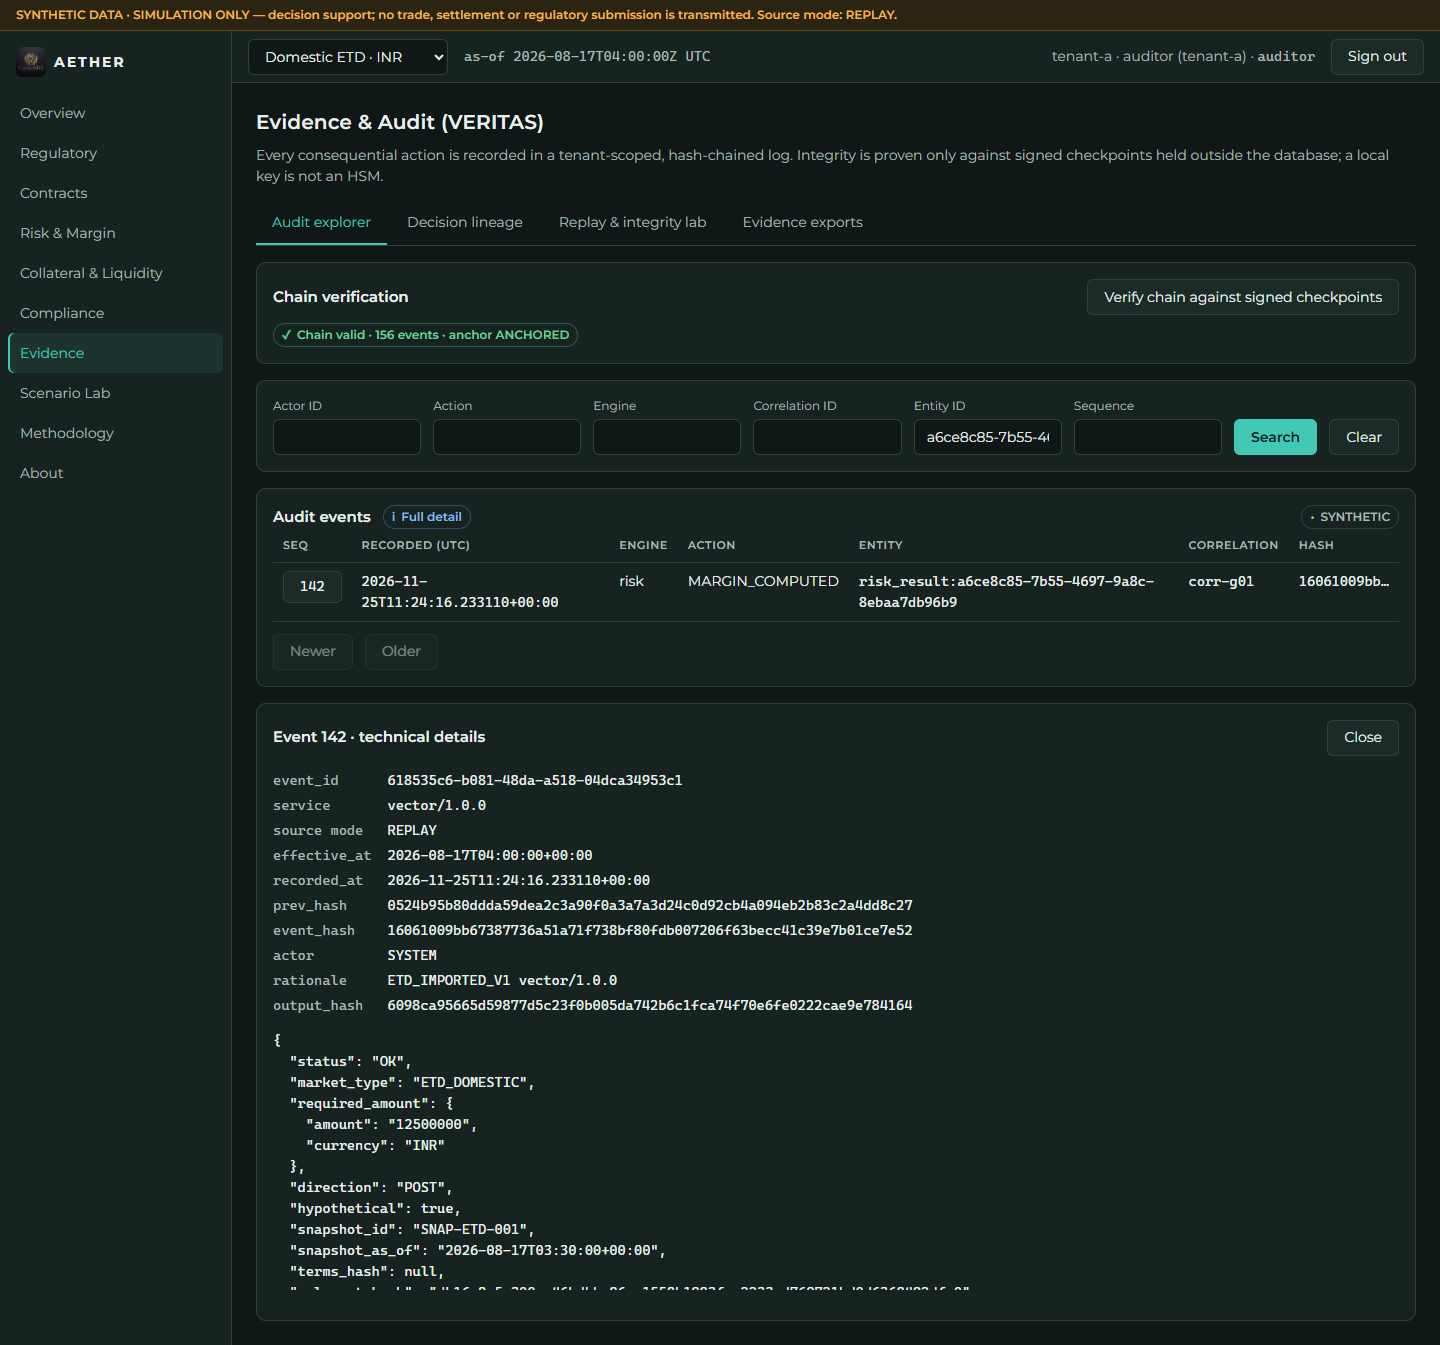 SYNTHETIC DATA · SIMULATION ONLY — decision support; no trade, settlement or regulatory submission is transmitted. Source mode: REPLAY.
AETHER
Domestic ETD · INR
as-of 2026-08-17T04:00:00Z UTC
tenant-a · auditor (tenant-a) · auditor
Sign out
Overview
Regulatory
Contracts
Risk & Margin
Collateral & Liquidity
Compliance
Evidence
Scenario Lab
Methodology
About
Evidence & Audit (VERITAS)
Every consequential action is recorded in a tenant-scoped, hash-chained log. Integrity is proven only against signed checkpoints held outside the database; a local
key is not an HSM.
Audit explorer Decision lineage Replay & integrity lab Evidence exports
Chain verification
Verify chain against signed checkpoints
✓ Chain valid · 156 events · anchor ANCHORED
Actor ID Action Engine Correlation ID Entity ID Sequence
a6ce8c85-7b55-4 Search Clear
Audit events i Full detail • SYNTHETIC
SEQ RECORDED (UTC) ENGINE ACTION ENTITY CORRELATION HASH
142 2026-11- risk MARGIN_COMPUTED risk_result:a6ce8c85-7b55-4697-9a8c- corr-g01 16061009bb…
25T11:24:16.233110+00:00 8ebaa7db96b9
Newer Older
Event 142 · technical details
Close
event_id 618535c6-b081-48da-a518-04dca34953c1
service vector/1.0.0
source mode REPLAY
effective_at 2026-08-17T04:00:00+00:00
recorded_at 2026-11-25T11:24:16.233110+00:00
prev_hash 0524b95b80ddda59dea2c3a90f0a3a7a3d24c0d92cb4a094eb2b83c2a4dd8c27
event_hash 16061009bb67387736a51a71f738bf80fdb007206f63becc41c39e7b01ce7e52
actor SYSTEM
rationale ETD_IMPORTED_V1 vector/1.0.0
output_hash 6098ca95665d59877d5c23f0b005da742b6c1fca74f70e6fe0222cae9e784164
{
"status": "OK",
"market_type": "ETD_DOMESTIC",
"required_amount": {
"amount": "12500000",
"currency": "INR"
},
"direction": "POST",
"hypothetical": true,
"snapshot_id": "SNAP-ETD-001",
"snapshot_as_of": "2026-08-17T03:30:00+00:00",
"terms_hash": null,